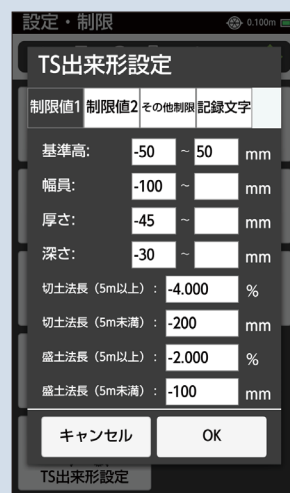 設定・制限 0.100m
TS出来形設定
制限値1 制限値2 その他制限 記録文字
基準高: -50 ~ 50 mm
幅員: -100 ~ mm
厚さ: -45 ~ mm
深さ: -30 ~ mm
切土法長（5m以上）: -4.000 %
切土法長（5m未満）: -200 mm
盛土法長（5m以上）: -2.000 %
盛土法長（5m未満）: -100 mm
キャンセル OK
TS出来形設定